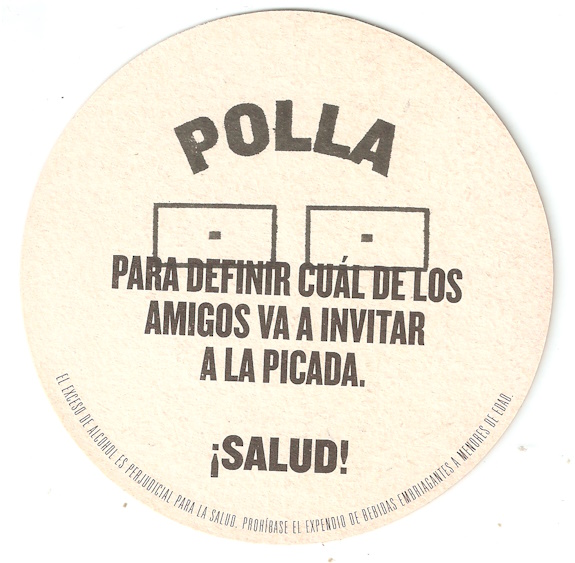 POLLA
PARA DEFINIR CUÁL DE LOS
AMIGOS VA A INVITAR
A LA PICADA.
¡SALUD!
EL EXCESO DE ALCOHOL ES PERJUDICIAL PARA LA SALUD. PROHÍBASE EL EXPENDIO DE BEBIDAS EMBRIAGANTES A MENORES DE EDAD.